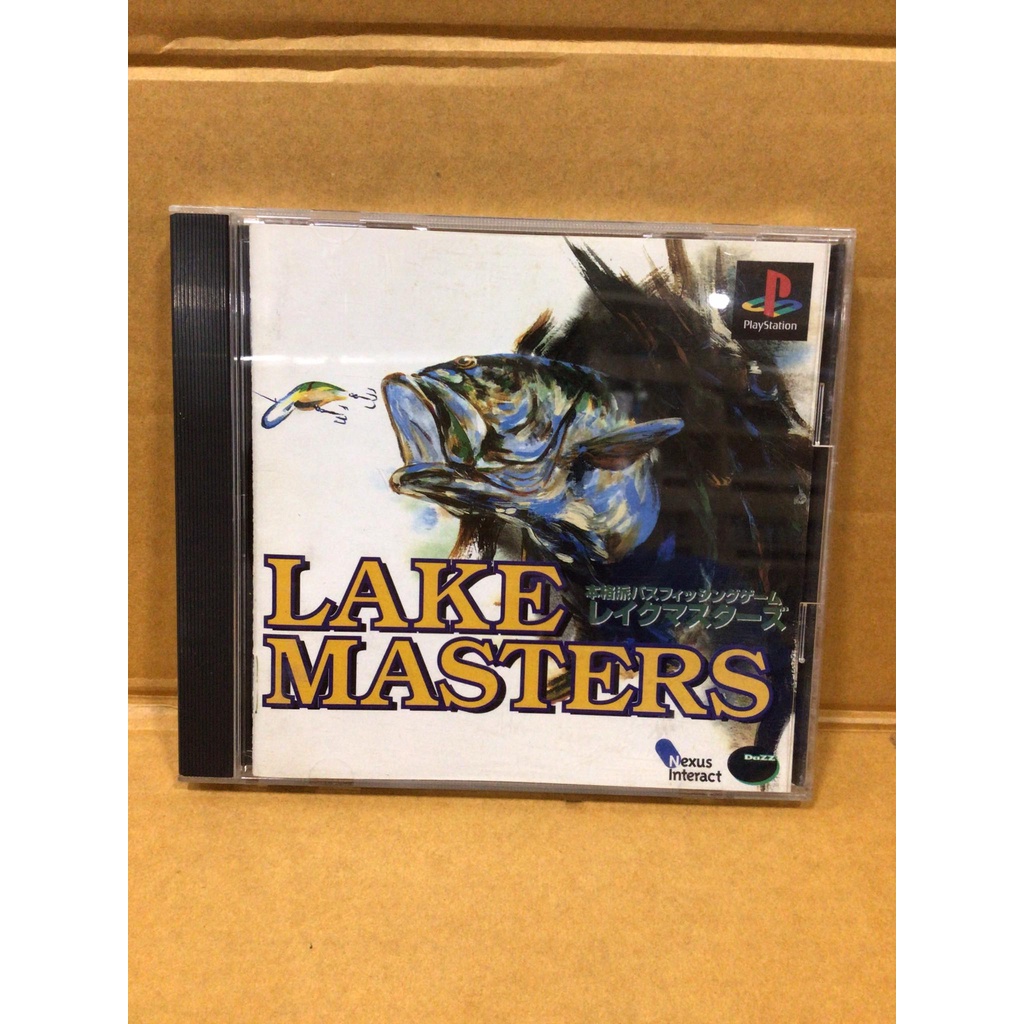 PlayStation
LAKE
MASTERS
本格派バスフィッシングゲーム
レイクマスターズ
Nexus
Interact
DaZZ